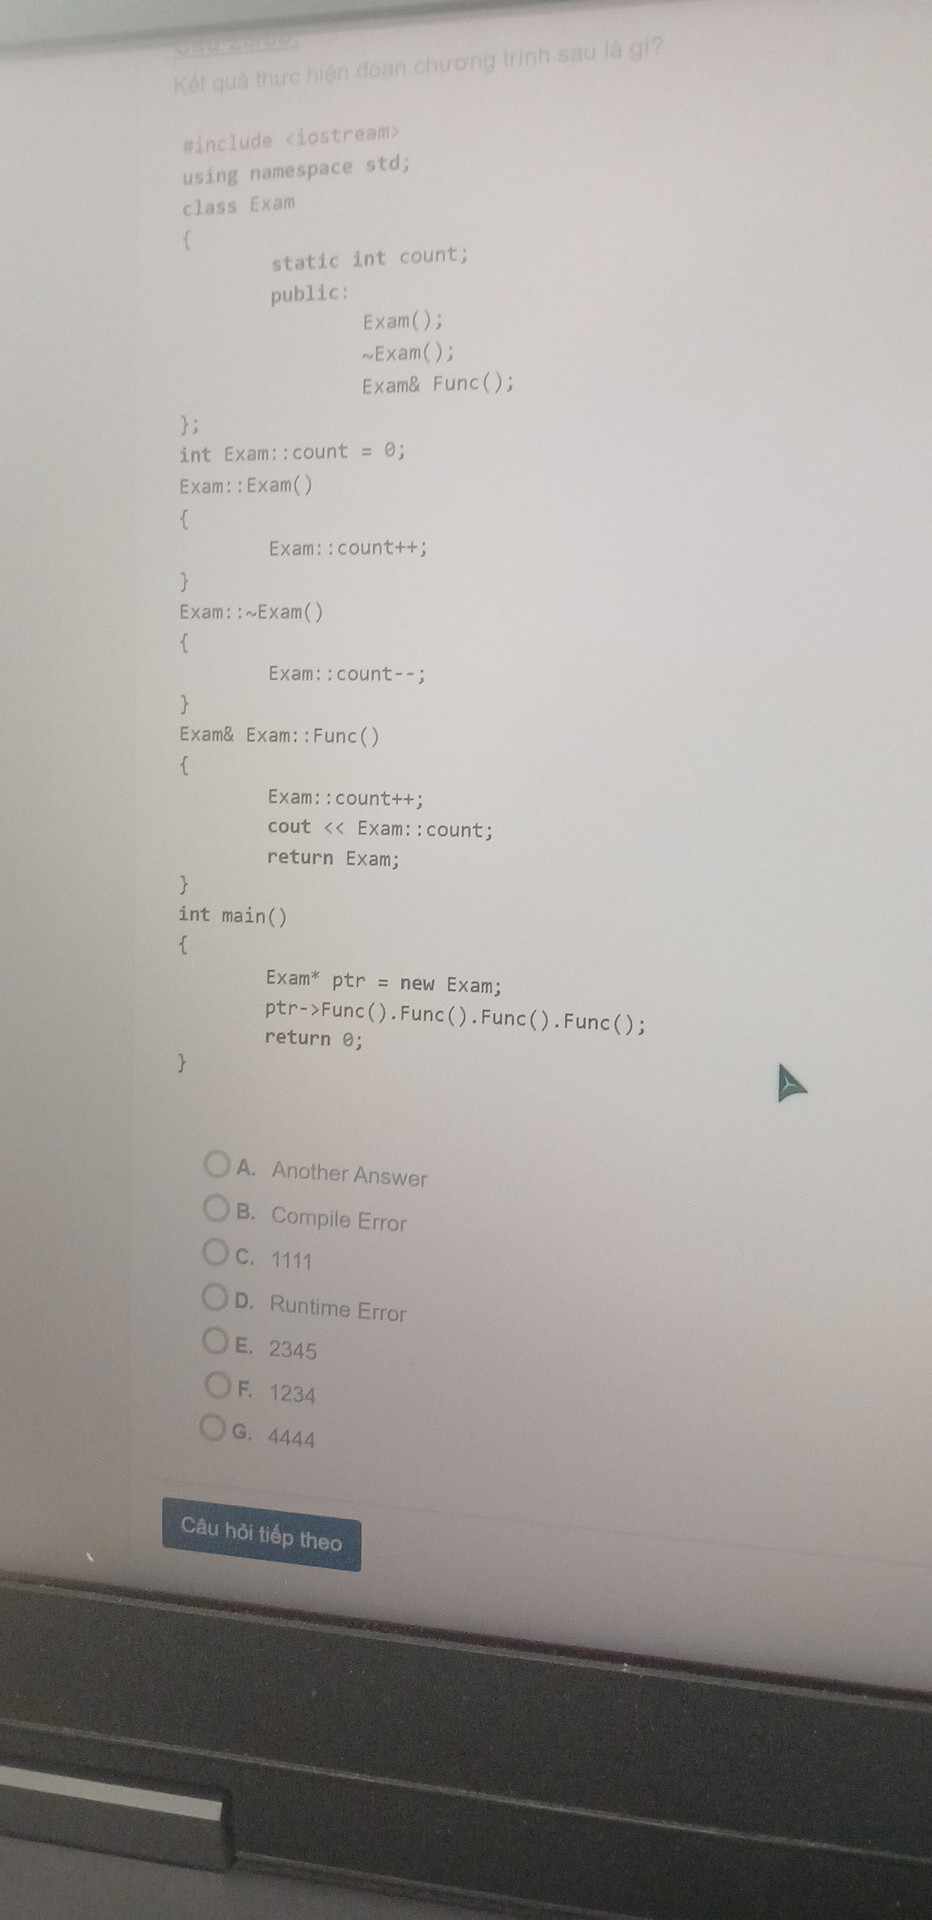 Kết quả thực hiện đoạn chương trình sau là gì?
#include <iostream>
using namespace std;
class Exam
{
static int count;
public:
Exam();
~Exam();
Exam& Func();
};
int Exam::count = 0;
Exam::Exam()
{
Exam::count++;
}
Exam::~Exam()
{
Exam::count--;
}
Exam& Exam::Func()
{
Exam::count++;
cout << Exam::count;
return Exam;
}
int main()
{
Exam* ptr = new Exam;
ptr->Func().Func().Func().Func();
return 0;
}
A. Another Answer
B. Compile Error
C. 1111
D. Runtime Error
E. 2345
F. 1234
G. 4444
Câu hỏi tiếp theo